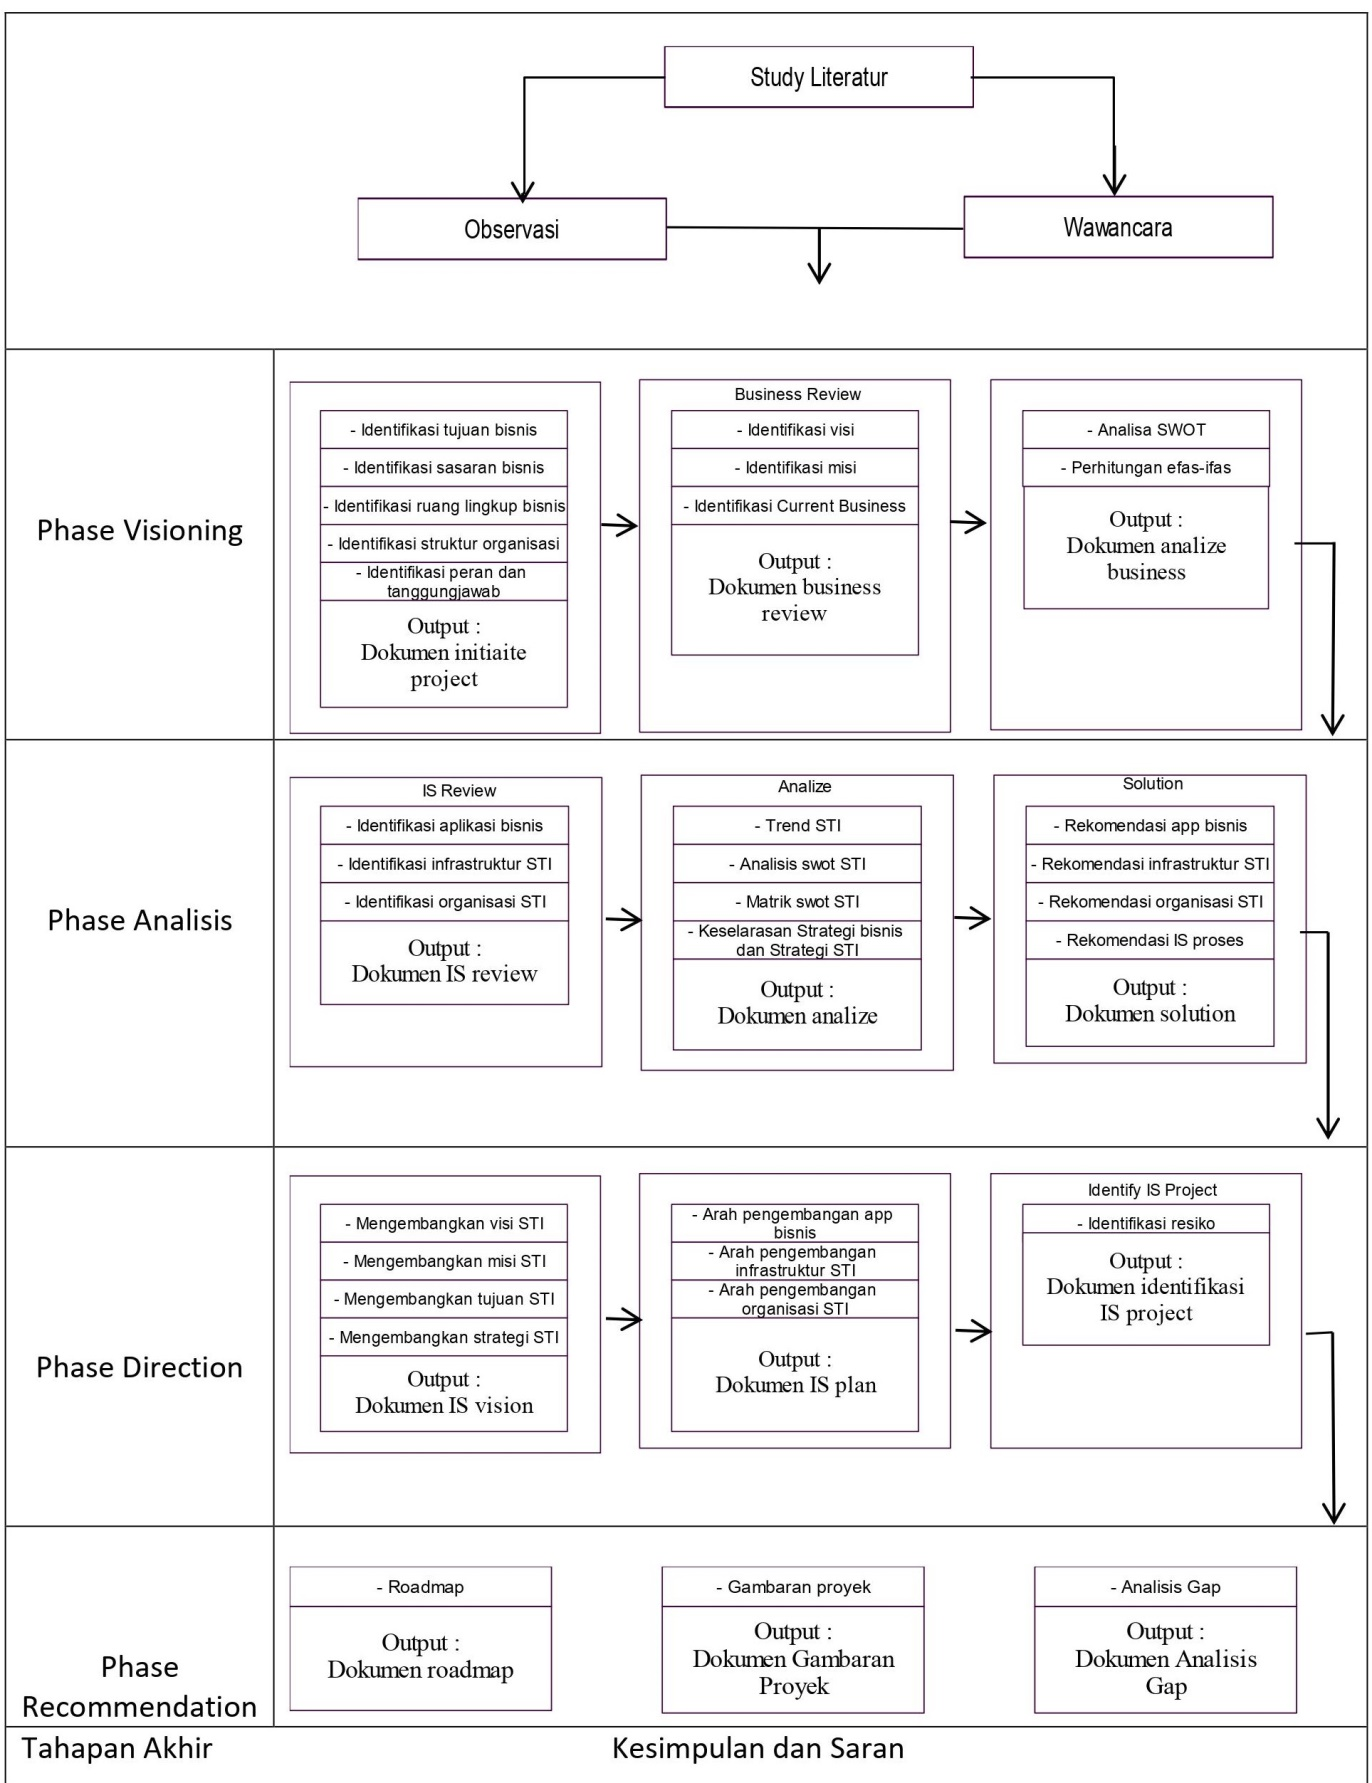 Study Literatur
Observasi
Wawancara
Phase Visioning
- Identifikasi tujuan bisnis
- Identifikasi sasaran bisnis
- Identifikasi ruang lingkup bisnis
- Identifikasi struktur organisasi
- Identifikasi peran dan
tanggungjawab
Output :
Dokumen initiaite
project
Business Review
- Identifikasi visi
- Identifikasi misi
- Identifikasi Current Business
Output :
Dokumen business
review
- Analisa SWOT
- Perhitungan efas-ifas
Output :
Dokumen analize
business
Phase Analisis
IS Review
- Identifikasi aplikasi bisnis
- Identifikasi infrastruktur STI
- Identifikasi organisasi STI
Output :
Dokumen IS review
Analize
- Trend STI
- Analisis swot STI
- Matrik swot STI
- Keselarasan Strategi bisnis
dan Strategi STI
Output :
Dokumen analize
Solution
- Rekomendasi app bisnis
- Rekomendasi infrastruktur STI
- Rekomendasi organisasi STI
- Rekomendasi IS proses
Output :
Dokumen solution
Phase Direction
- Mengembangkan visi STI
- Mengembangkan misi STI
- Mengembangkan tujuan STI
- Mengembangkan strategi STI
Output :
Dokumen IS vision
- Arah pengembangan app
bisnis
- Arah pengembangan
infrastruktur STI
- Arah pengembangan
organisasi STI
Output :
Dokumen IS plan
Identify IS Project
- Identifikasi resiko
Output :
Dokumen identifikasi
IS project
Phase
Recommendation
- Roadmap
Output :
Dokumen roadmap
- Gambaran proyek
Output :
Dokumen Gambaran
Proyek
- Analisis Gap
Output :
Dokumen Analisis
Gap
Tahapan Akhir
Kesimpulan dan Saran